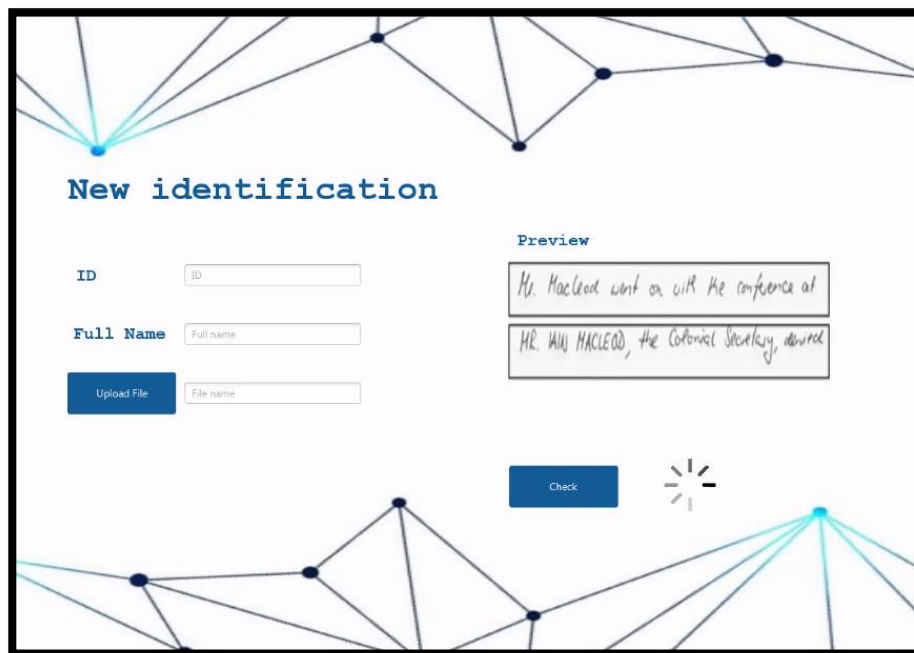 New identification
Preview
ID
ID
Mr. Macleod went on with the conference at
Full Name
Full name
MR. IAIN MACLEOD, the Colonial Secretary, denied
Upload File
File name
Check